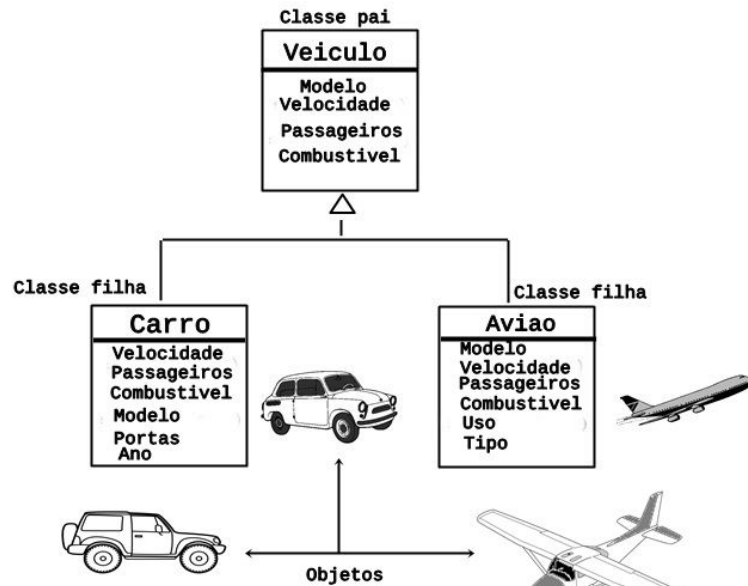 Classe pai
Veiculo
Modelo
Velocidade
Passageiros
Combustivel
Classe filha
Carro
Velocidade
Passageiros
Combustivel
Modelo
Portas
Ano
Classe filha
Aviao
Modelo
Velocidade
Passageiros
Combustivel
Uso
Tipo
Objetos